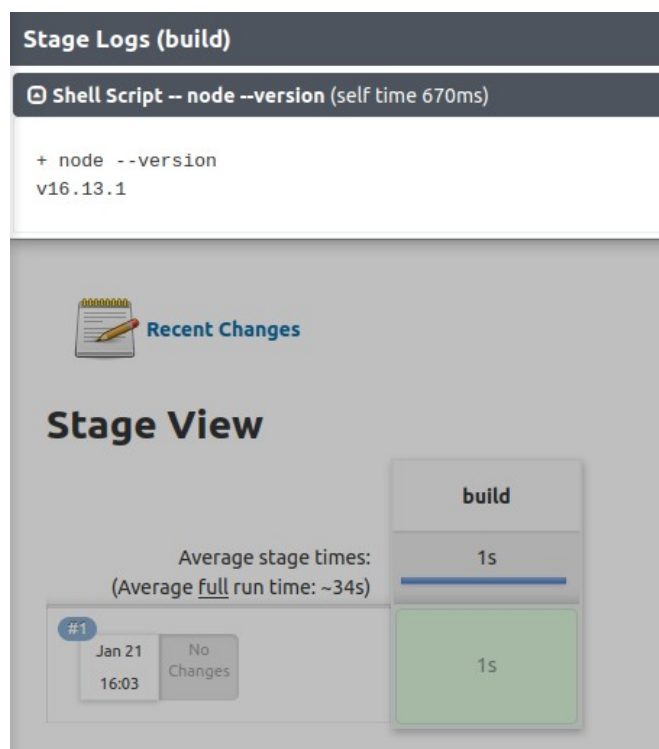 Stage Logs (build)
Shell Script -- node --version (self time 670ms)
+ node --version
v16.13.1
Recent Changes
Stage View
build
Average stage times:
(Average full run time: ~34s)
1s
#1
Jan 21
16:03
No
Changes
1s